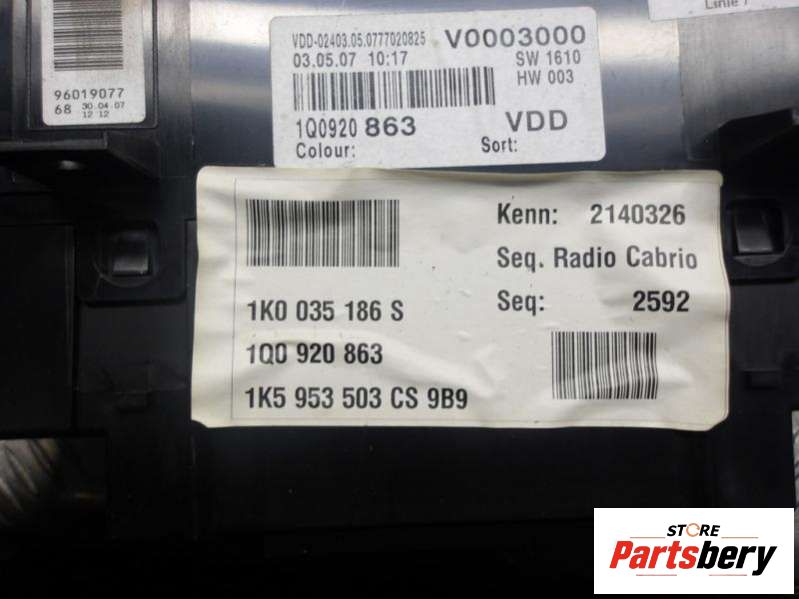 VDD-02403.05.0777020825 V0003000
03.05.07 10:17 SW 1610
HW 003
1Q0920 863 VDD
Colour: Sort:
96019077
68 30.04.07
12 12
Linie
Kenn: 2140326
Seq. Radio Cabrio
1K0 035 186 S Seq: 2592
1Q0 920 863
1K5 953 503 CS 9B9
STORE
Partsbery